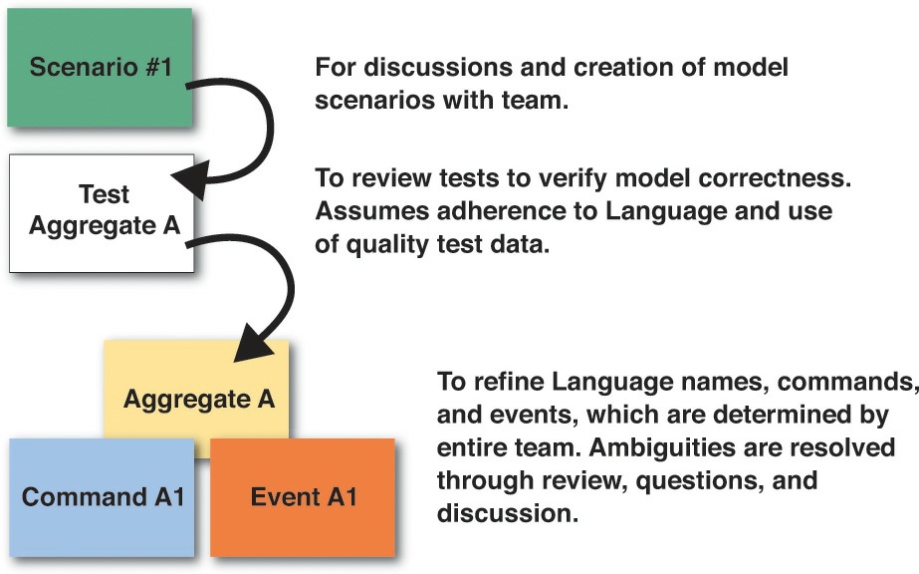 Scenario #1
For discussions and creation of model
scenarios with team.
Test
Aggregate A
To review tests to verify model correctness.
Assumes adherence to Language and use
of quality test data.
Aggregate A
Command A1
Event A1
To refine Language names, commands,
and events, which are determined by
entire team. Ambiguities are resolved
through review, questions, and
discussion.